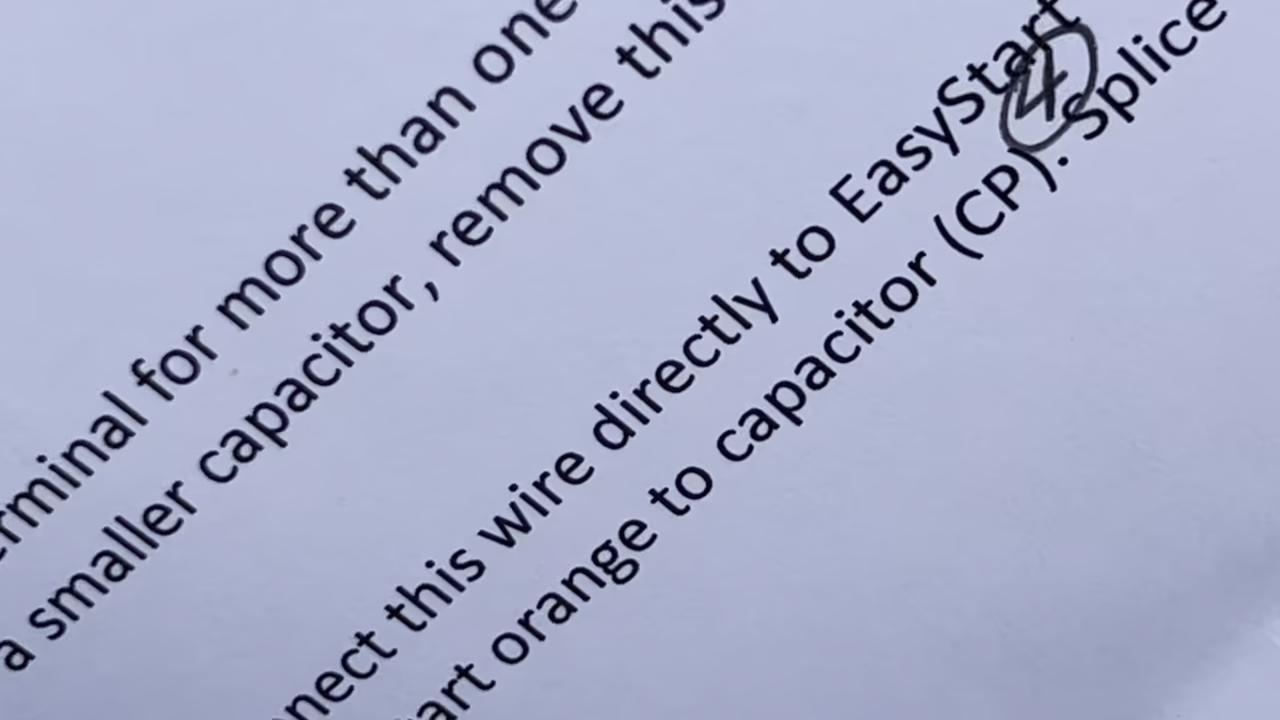 rminal for more than one
a smaller capacitor, remove this
nect this wire directly to EasyStart
④
art orange to capacitor (CP). Splice